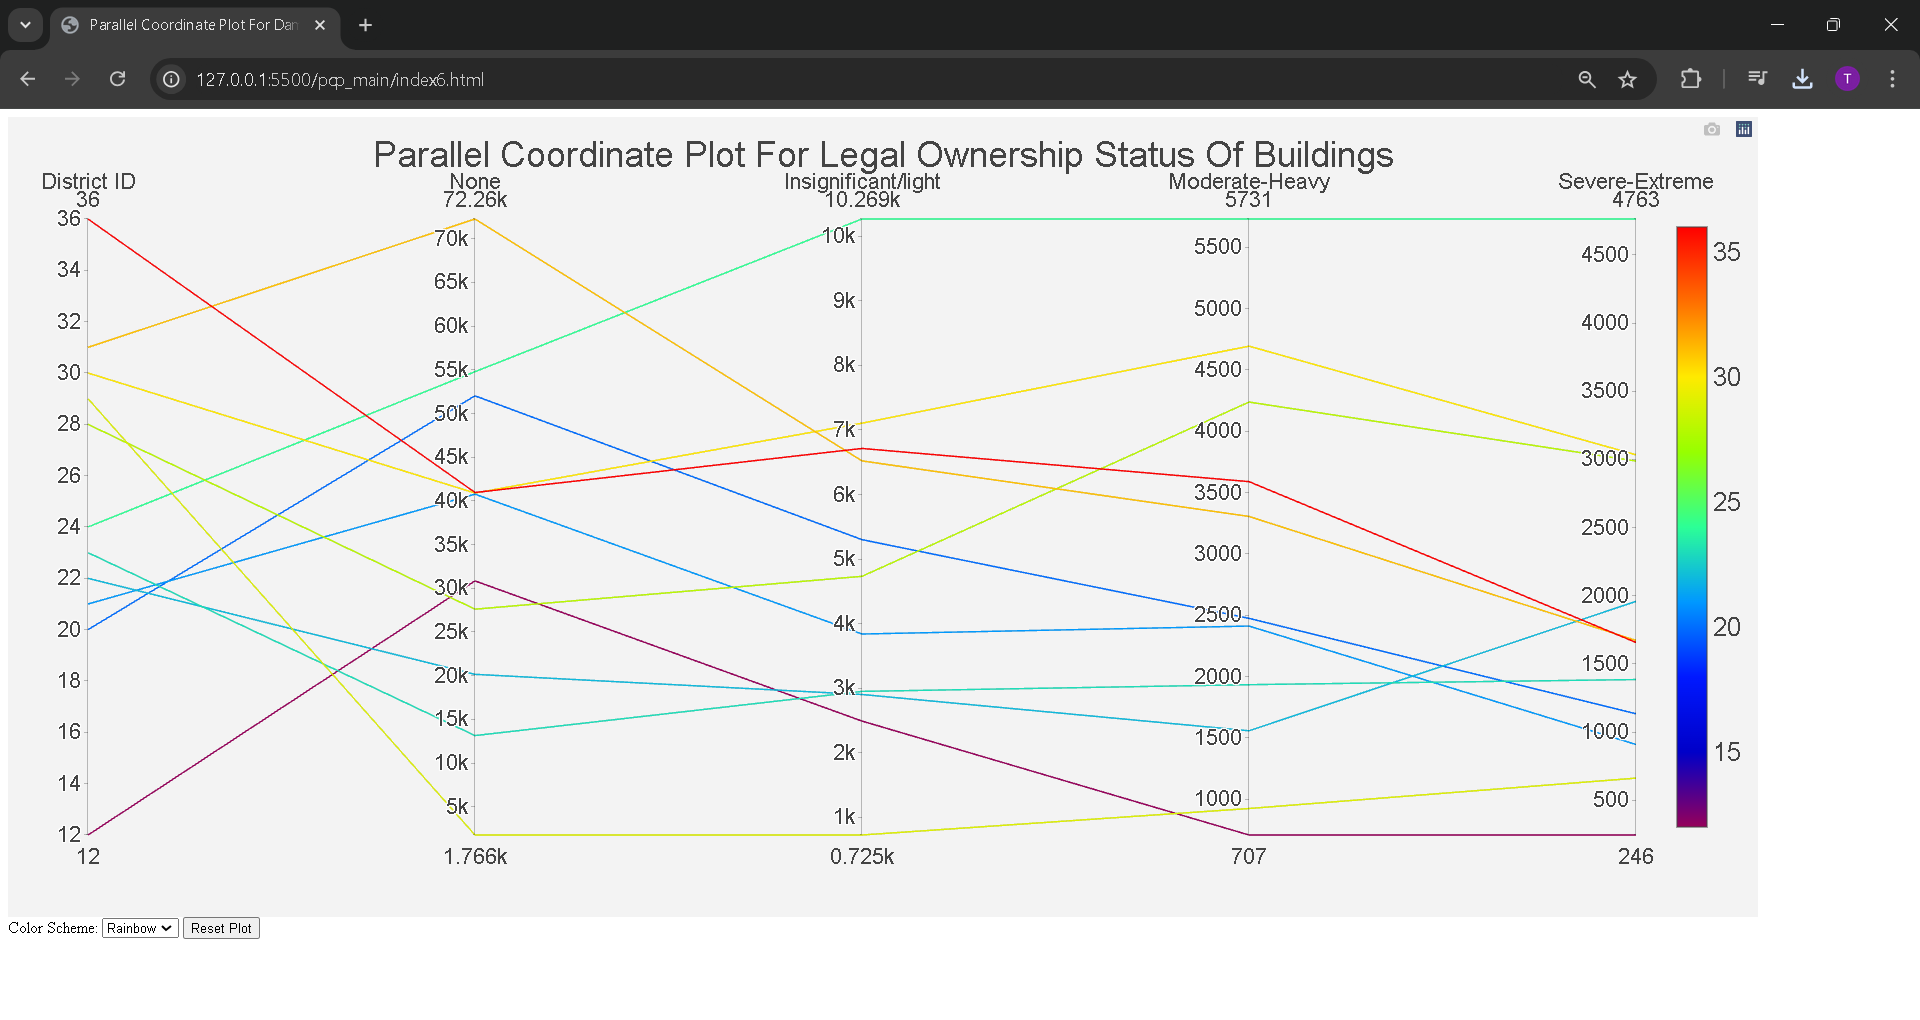 Parallel Coordinate Plot For Dan
127.0.0.1:5500/pcp_main/index6.html
T
Parallel Coordinate Plot For Legal Ownership Status Of Buildings
District ID None Insignificant/light Moderate-Heavy Severe-Extreme
36 72.26k 10.269k 5731 4763
36
34
32
30
28
26
24
22
20
18
16
14
12
70k
65k
60k
55k
50k
45k
40k
35k
30k
25k
20k
15k
10k
5k
10k
9k
8k
7k
6k
5k
4k
3k
2k
1k
5500
5000
4500
4000
3500
3000
2500
2000
1500
1000
4500
4000
3500
3000
2500
2000
1500
1000
500
35
30
25
20
15
12 1.766k 0.725k 707 246
Color Scheme: Rainbow Reset Plot